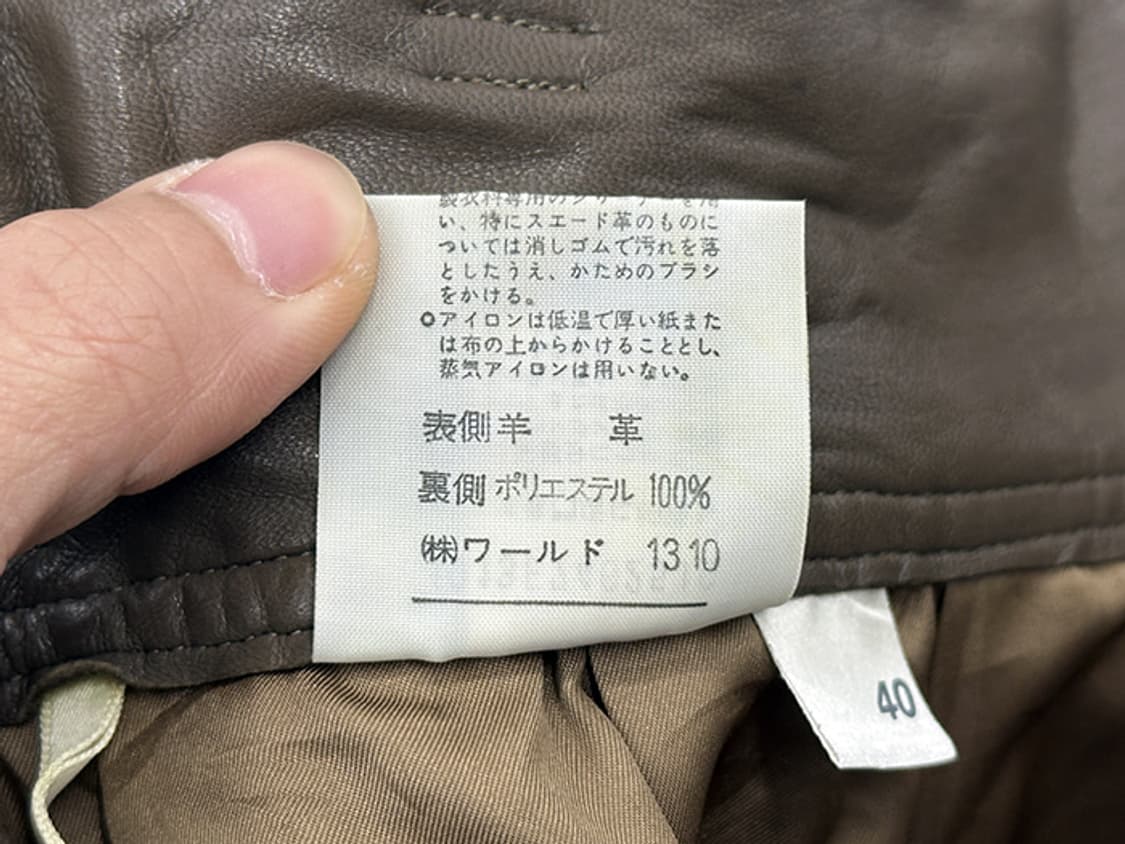 い、特にスエード革のものに
ついては消しゴムで汚れを落
としたうえ、かためのブラシ
をかける。
○アイロンは低温で厚い紙また
は布の上からかけることとし、
蒸気アイロンは用いない。
表側 羊 革
裏側 ポリエステル 100%
㈱ワールド 1310
40